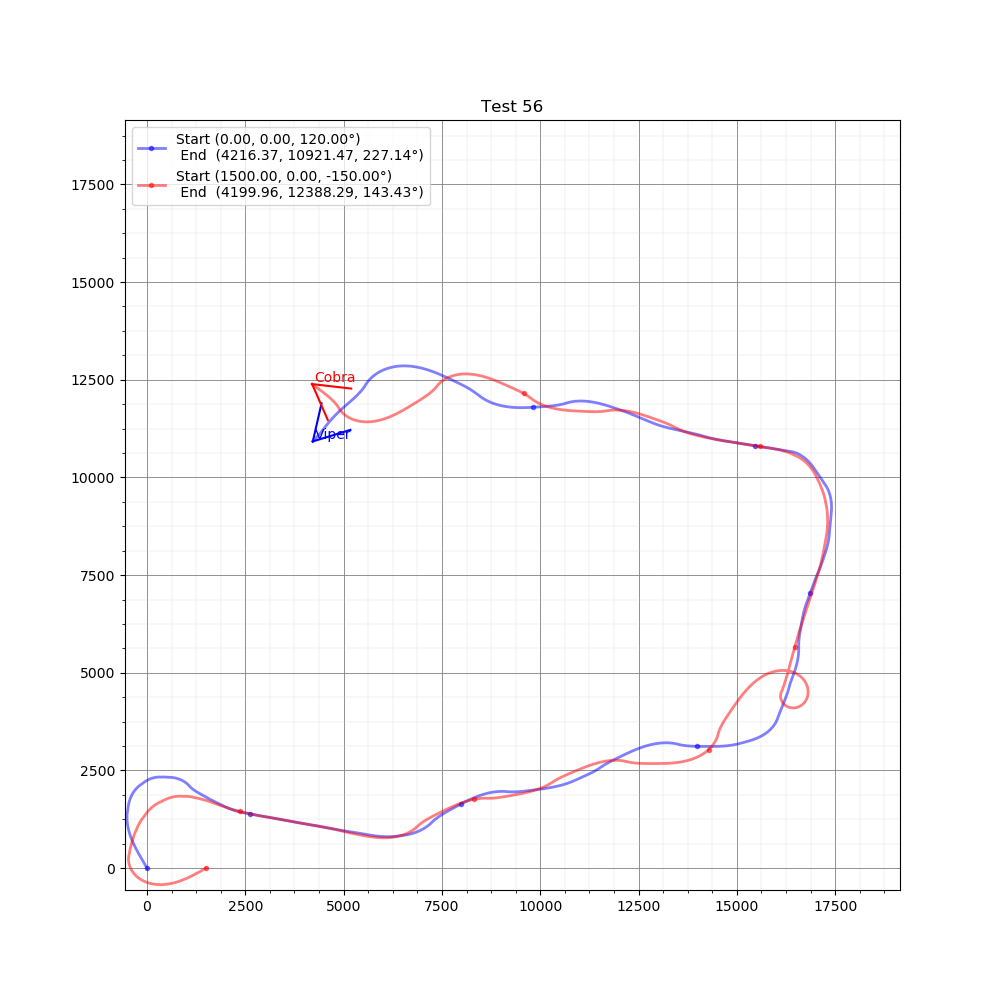 Test 56
Start (0.00, 0.00, 120.00°)
End (4216.37, 10921.47, 227.14°)
Start (1500.00, 0.00, -150.00°)
End (4199.96, 12388.29, 143.43°)
17500
15000
12500
10000
7500
5000
2500
0
Cobra
Viper
0 2500 5000 7500 10000 12500 15000 17500